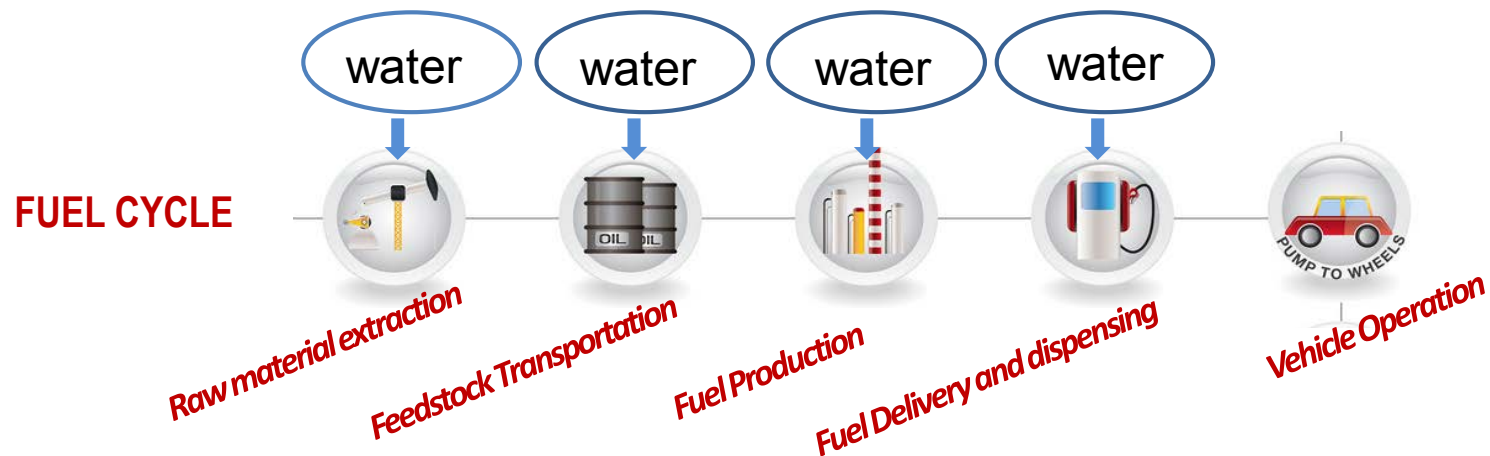 water
water
water
water
FUEL CYCLE
OIL
OIL
PUMP TO WHEELS
Raw material extraction
Feedstock Transportation
Fuel Production
Fuel Delivery and dispensing
Vehicle Operation